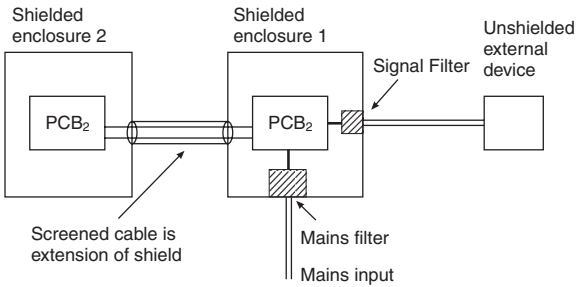 Shielded
enclosure 2
Shielded
enclosure 1
Unshielded
external
device
Signal Filter
PCB₂
PCB₂
Screened cable is
extension of shield
Mains filter
Mains input